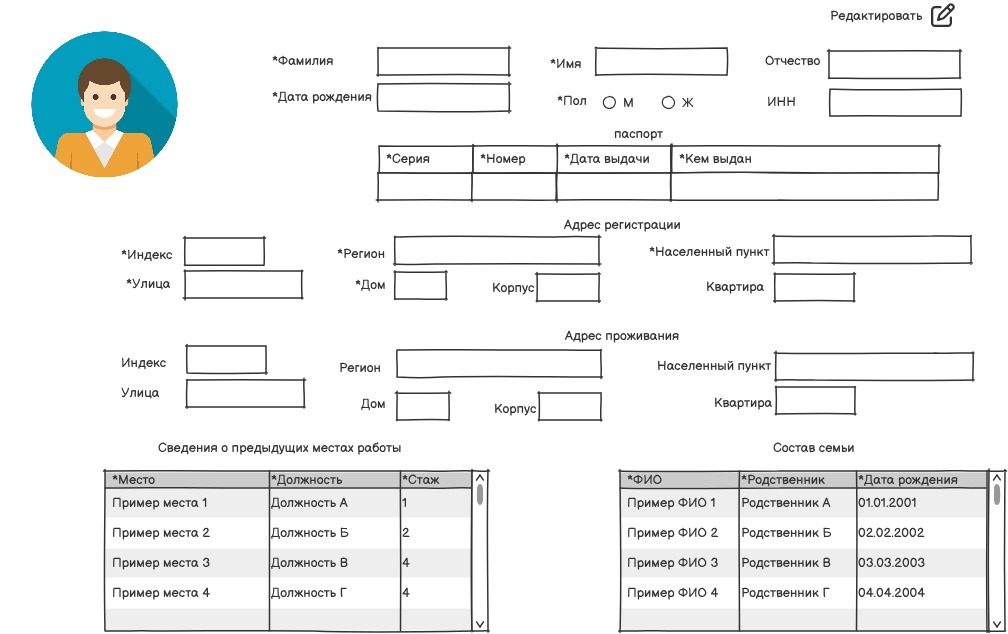 Редактировать
*Фамилия *Имя Отчество
*Дата рождения *Пол М Ж ИНН
паспорт
*Серия *Номер *Дата выдачи *Кем выдан
Адрес регистрации
*Индекс *Регион *Населенный пункт
*Улица *Дом Корпус Квартира
Адрес проживания
Индекс Регион Населенный пункт
Улица Дом Корпус Квартира
Сведения о предыдущих местах работы
*Место *Должность *Стаж
Пример места 1 Должность А 1
Пример места 2 Должность Б 2
Пример места 3 Должность В 4
Пример места 4 Должность Г 4
Состав семьи
*ФИО *Родственник *Дата рождения
Пример ФИО 1 Родственник А 01.01.2001
Пример ФИО 2 Родственник Б 02.02.2002
Пример ФИО 3 Родственник В 03.03.2003
Пример ФИО 4 Родственник Г 04.04.2004